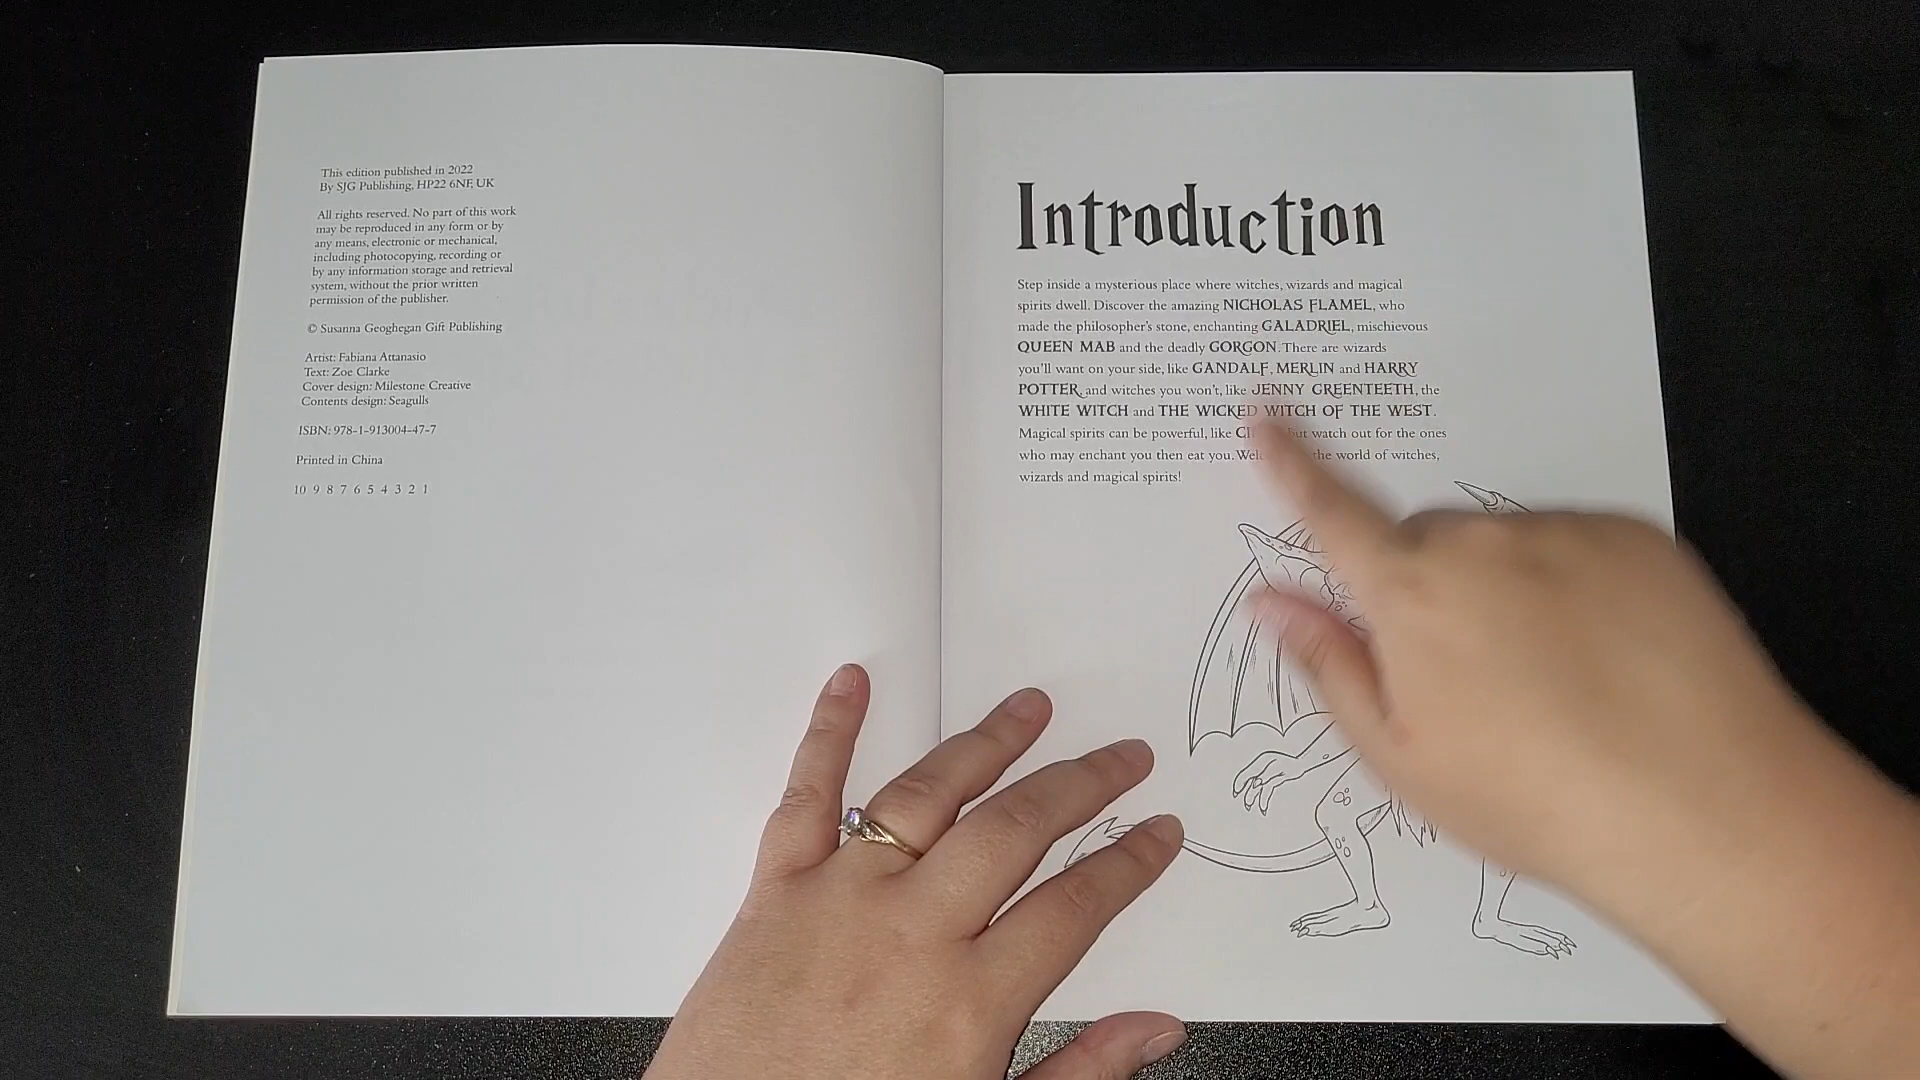 This edition published in 2022
By SJG Publishing, HP22 6NF, UK
All rights reserved. No part of this work
may be reproduced in any form or by
any means, electronic or mechanical,
including photocopying, recording or
by any information storage and retrieval
system, without the prior written
permission of the publisher.
© Susanna Geoghegan Gift Publishing
Artist: Fabiana Attanasio
Text: Zoe Clarke
Cover design: Milestone Creative
Contents design: Seagulls
ISBN: 978-1-913004-47-7
Printed in China
10 9 8 7 6 5 4 3 2 1
Introduction
Step inside a mysterious place where witches, wizards and magical
spirits dwell. Discover the amazing NICHOLAS FLAMEL, who
made the philosopher's stone, enchanting GALADRIEL, mischievous
QUEEN MAB and the deadly GORGON. There are wizards
you'll want on your side, like GANDALF, MERLIN and HARRY
POTTER, and witches you won't, like JENNY GREENTEETH, the
WHITE WITCH and THE WICKED WITCH OF THE WEST.
Magical spirits can be powerful, like but watch out for the ones
who may enchant you then eat you. the world of witches,
wizards and magical spirits!